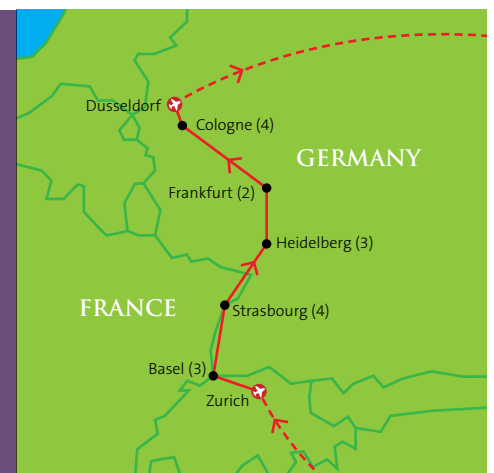 Dusseldorf
Cologne (4)
GERMANY
Frankfurt (2)
Heidelberg (3)
FRANCE
Strasbourg (4)
Basel (3)
Zurich